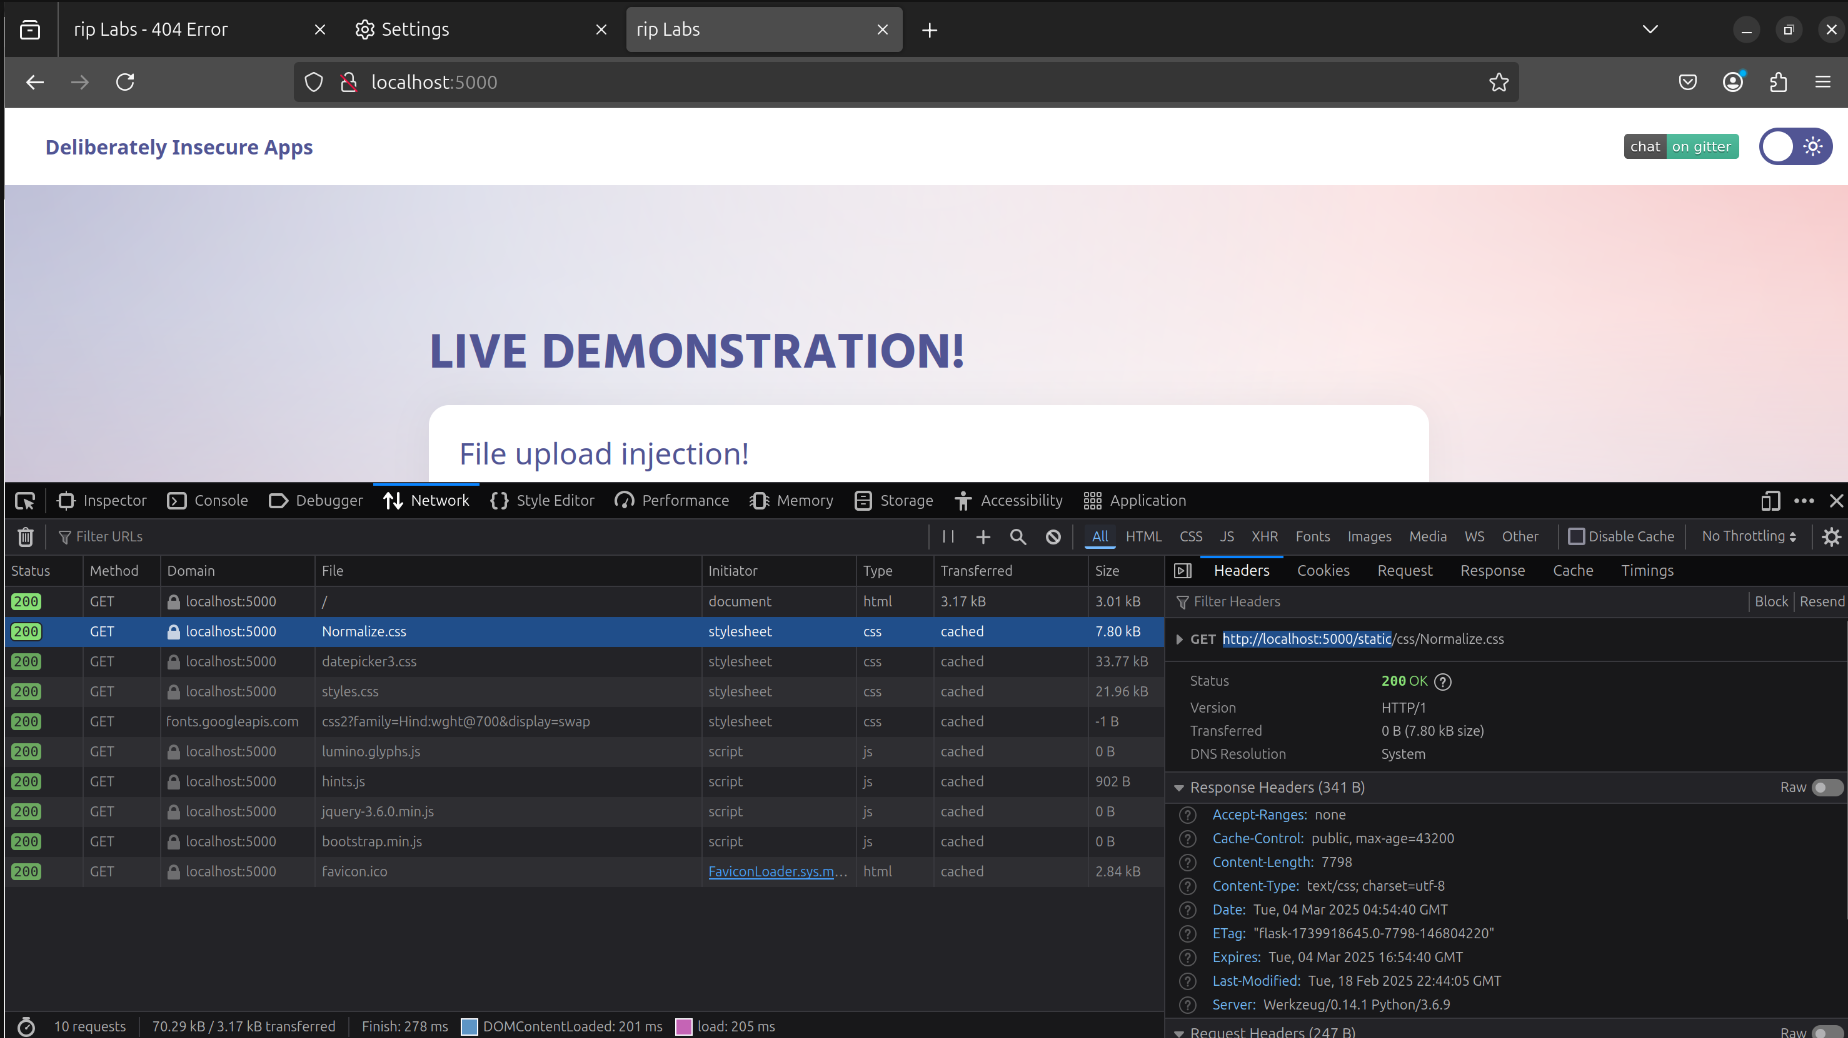 rip Labs - 404 Error
Settings
rip Labs
localhost:5000
Deliberately Insecure Apps
chat on gitter
LIVE DEMONSTRATION!
File upload injection!
Inspector Console Debugger Network Style Editor Performance Memory Storage Accessibility Application
Filter URLs
All HTML CSS JS XHR Fonts Images Media WS Other Disable Cache No Throttling
Status Method Domain File Initiator Type Transferred Size
200 GET localhost:5000 / document html 3.17 kB 3.01 kB
200 GET localhost:5000 Normalize.css stylesheet css cached 7.80 kB
200 GET localhost:5000 datepicker3.css stylesheet css cached 33.77 kB
200 GET localhost:5000 styles.css stylesheet css cached 21.96 kB
200 GET fonts.googleapis.com css2?family=Hind:wght@700&display=swap stylesheet css cached -1 B
200 GET localhost:5000 lumino.glyphs.js script js cached 0 B
200 GET localhost:5000 hints.js script js cached 902 B
200 GET localhost:5000 jquery-3.6.0.min.js script js cached 0 B
200 GET localhost:5000 bootstrap.min.js script js cached 0 B
200 GET localhost:5000 favicon.ico FaviconLoader.sys.m... html cached 2.84 kB
10 requests 70.29 kB / 3.17 kB transferred Finish: 278 ms DOMContentLoaded: 201 ms load: 205 ms
Headers Cookies Request Response Cache Timings
Filter Headers Block Resend
GET http://localhost:5000/static/css/Normalize.css
Status 200 OK
Version HTTP/1
Transferred 0 B (7.80 kB size)
DNS Resolution System
Response Headers (341 B) Raw
Accept-Ranges: none
Cache-Control: public, max-age=43200
Content-Length: 7798
Content-Type: text/css; charset=utf-8
Date: Tue, 04 Mar 2025 04:54:40 GMT
ETag: "flask-1739918645.0-7798-146804220"
Expires: Tue, 04 Mar 2025 16:54:40 GMT
Last-Modified: Tue, 18 Feb 2025 22:44:05 GMT
Server: Werkzeug/0.14.1 Python/3.6.9
Request Headers (247 B) Raw